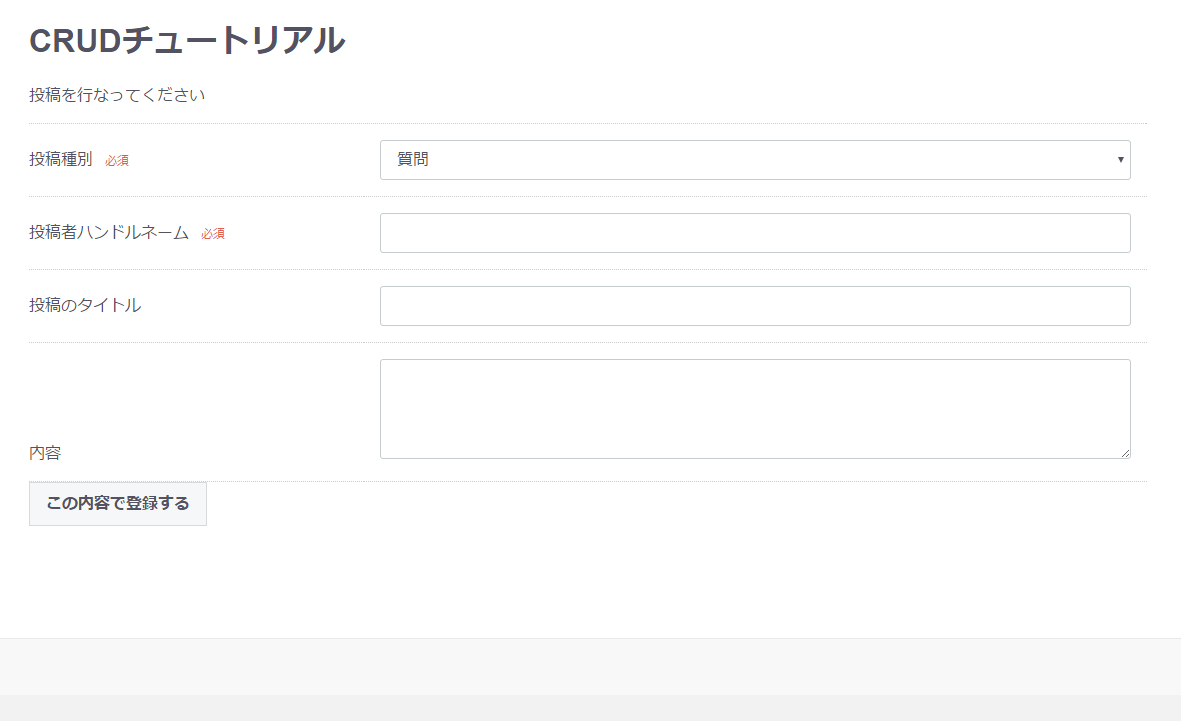 CRUDチュートリアル
投稿を行なってください
投稿種別 必須
質問
投稿者ハンドルネーム 必須
投稿のタイトル
内容
この内容で登録する